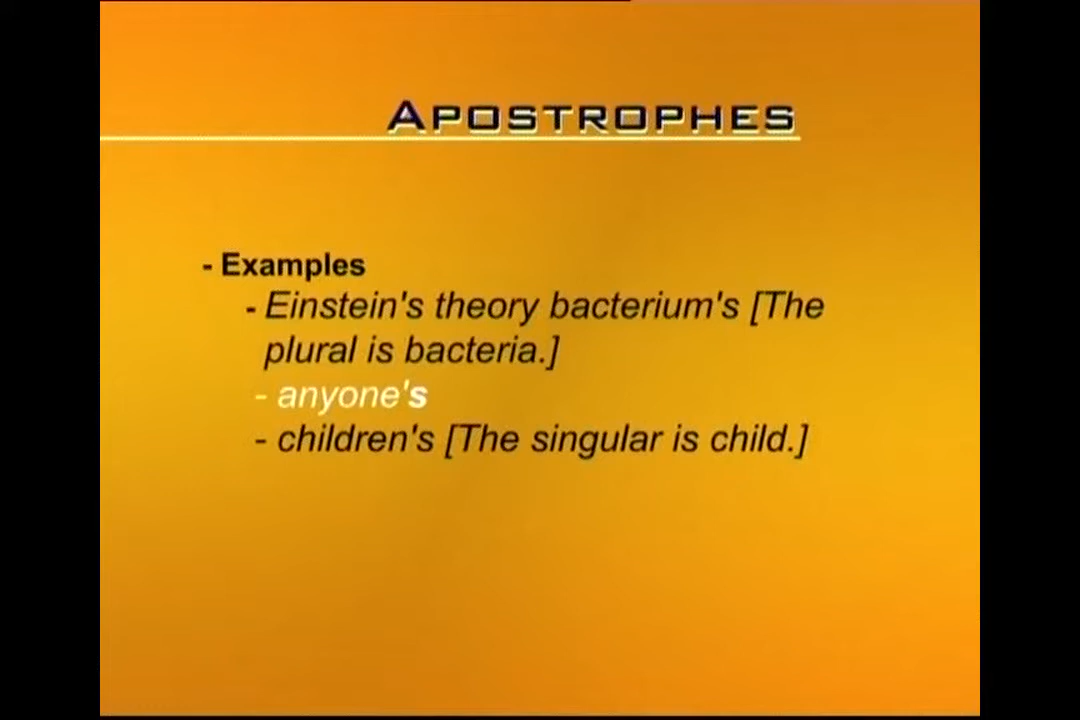 APOSTROPHES
- Examples
- Einstein's theory bacterium's [The
plural is bacteria.]
- anyone's
- children's [The singular is child.]